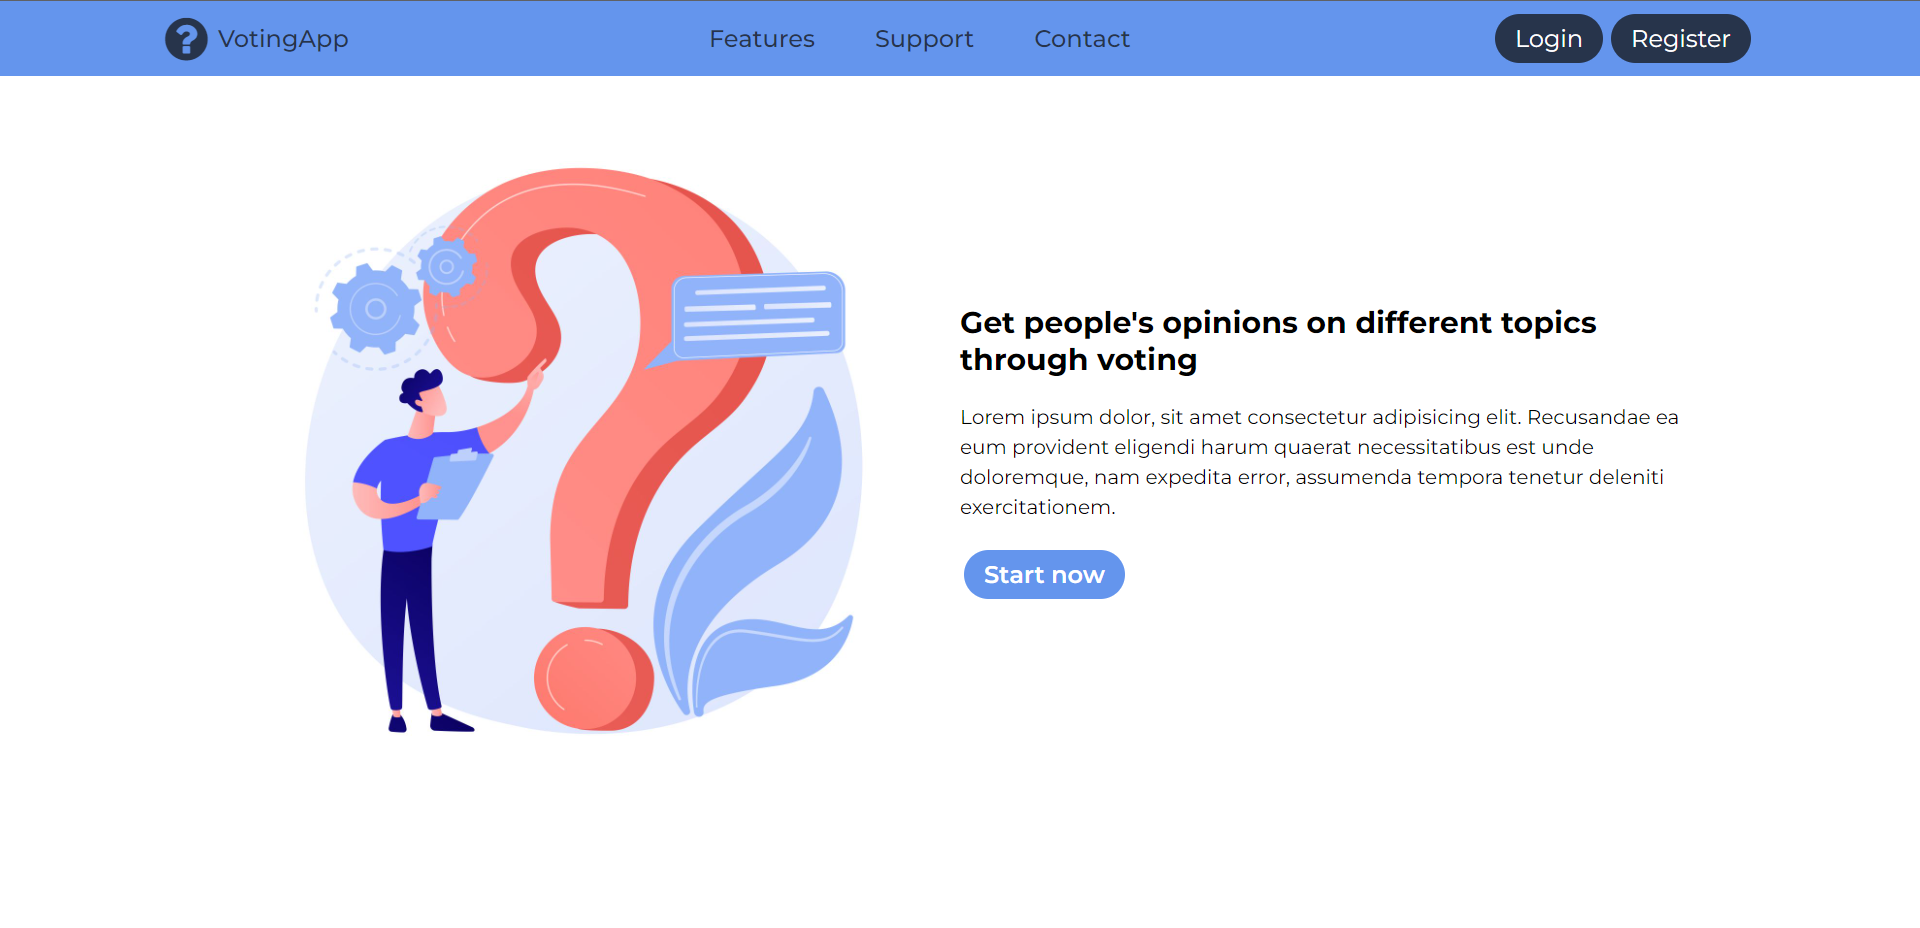 VotingApp
Features
Support
Contact
Login
Register
Get people's opinions on different topics
through voting
Lorem ipsum dolor, sit amet consectetur adipisicing elit. Recusandae ea
eum provident eligendi harum quaerat necessitatibus est unde
doloremque, nam expedita error, assumenda tempora tenetur deleniti
exercitationem.
Start now